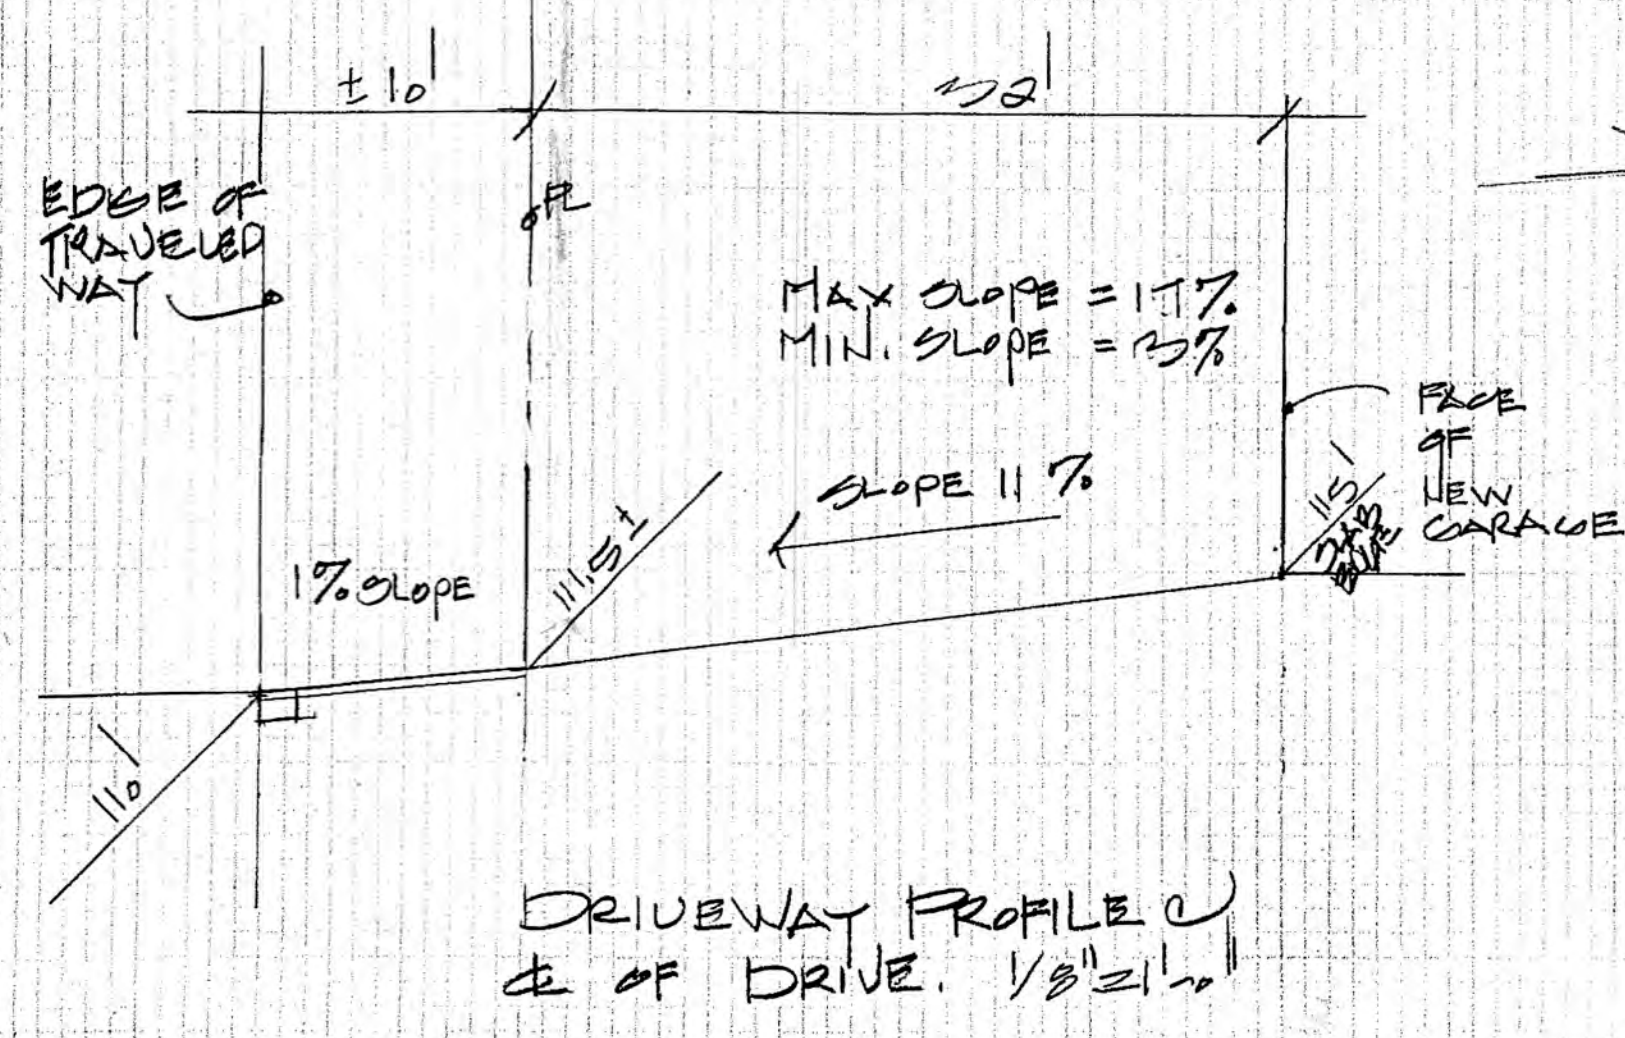 ± 10'
32'
EDGE OF
TRAVELED
WAY
PL
MAX SLOPE = 17%
MIN. SLOPE = 3%
FACE
OF
NEW
GARAGE
SLOPE 11 %
115'
111.5 ±
1% SLOPE
110'
DRIVEWAY PROFILE @
℄ OF DRIVE. 1/8"=1'-0"